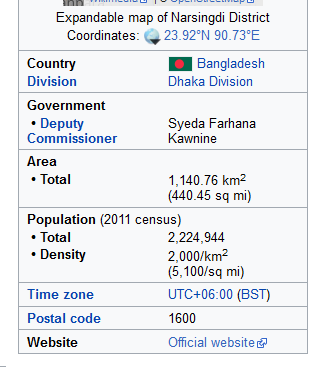 Wikimedia | © OpenStreetMap
Expandable map of Narsingdi District
Coordinates: 23.92°N 90.73°E
Country Bangladesh
Division Dhaka Division
Government
• Deputy Commissioner Syeda Farhana Kawnine
Area
• Total 1,140.76 km2
(440.45 sq mi)
Population (2011 census)
• Total 2,224,944
• Density 2,000/km2
(5,100/sq mi)
Time zone UTC+06:00 (BST)
Postal code 1600
Website Official website